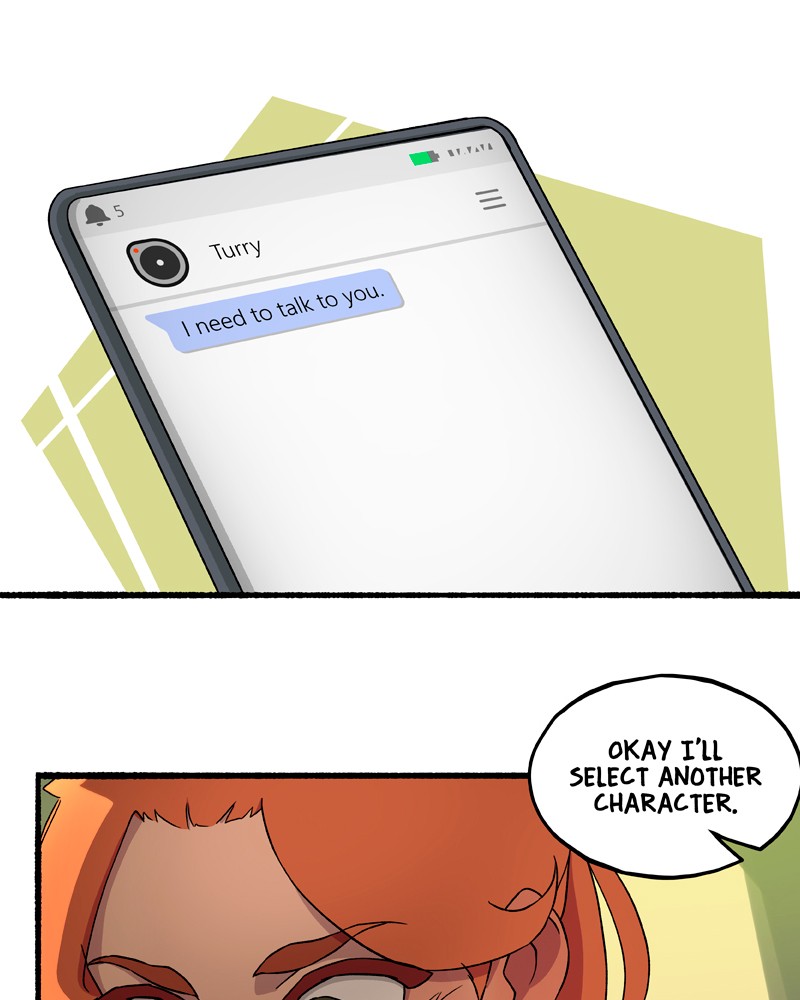 5
Turry
I need to talk to you.
OKAY I'LL
SELECT ANOTHER
CHARACTER.